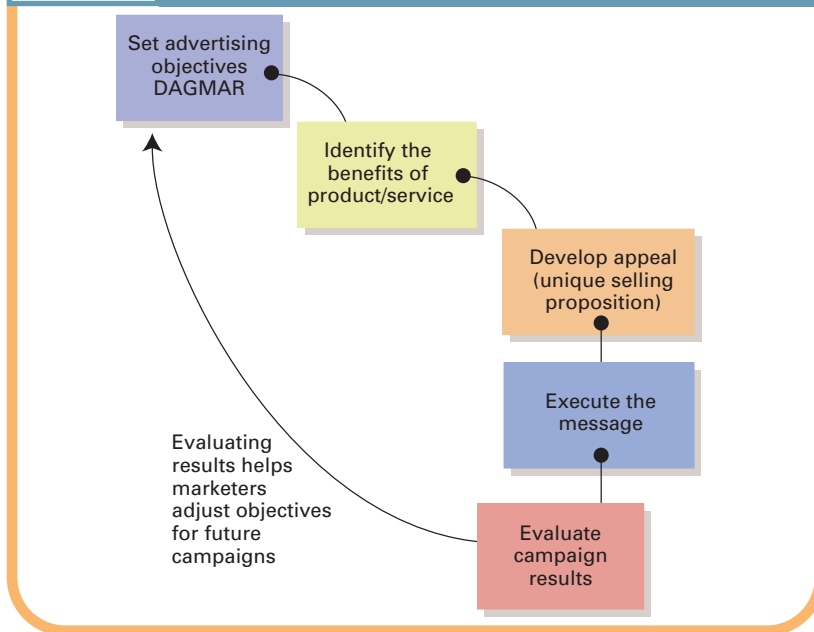 Set advertising
objectives
DAGMAR
Identify the
benefits of
product/service
Develop appeal
(unique selling
proposition)
Execute the
message
Evaluating
results helps
marketers
adjust objectives
for future
campaigns
Evaluate
campaign
results